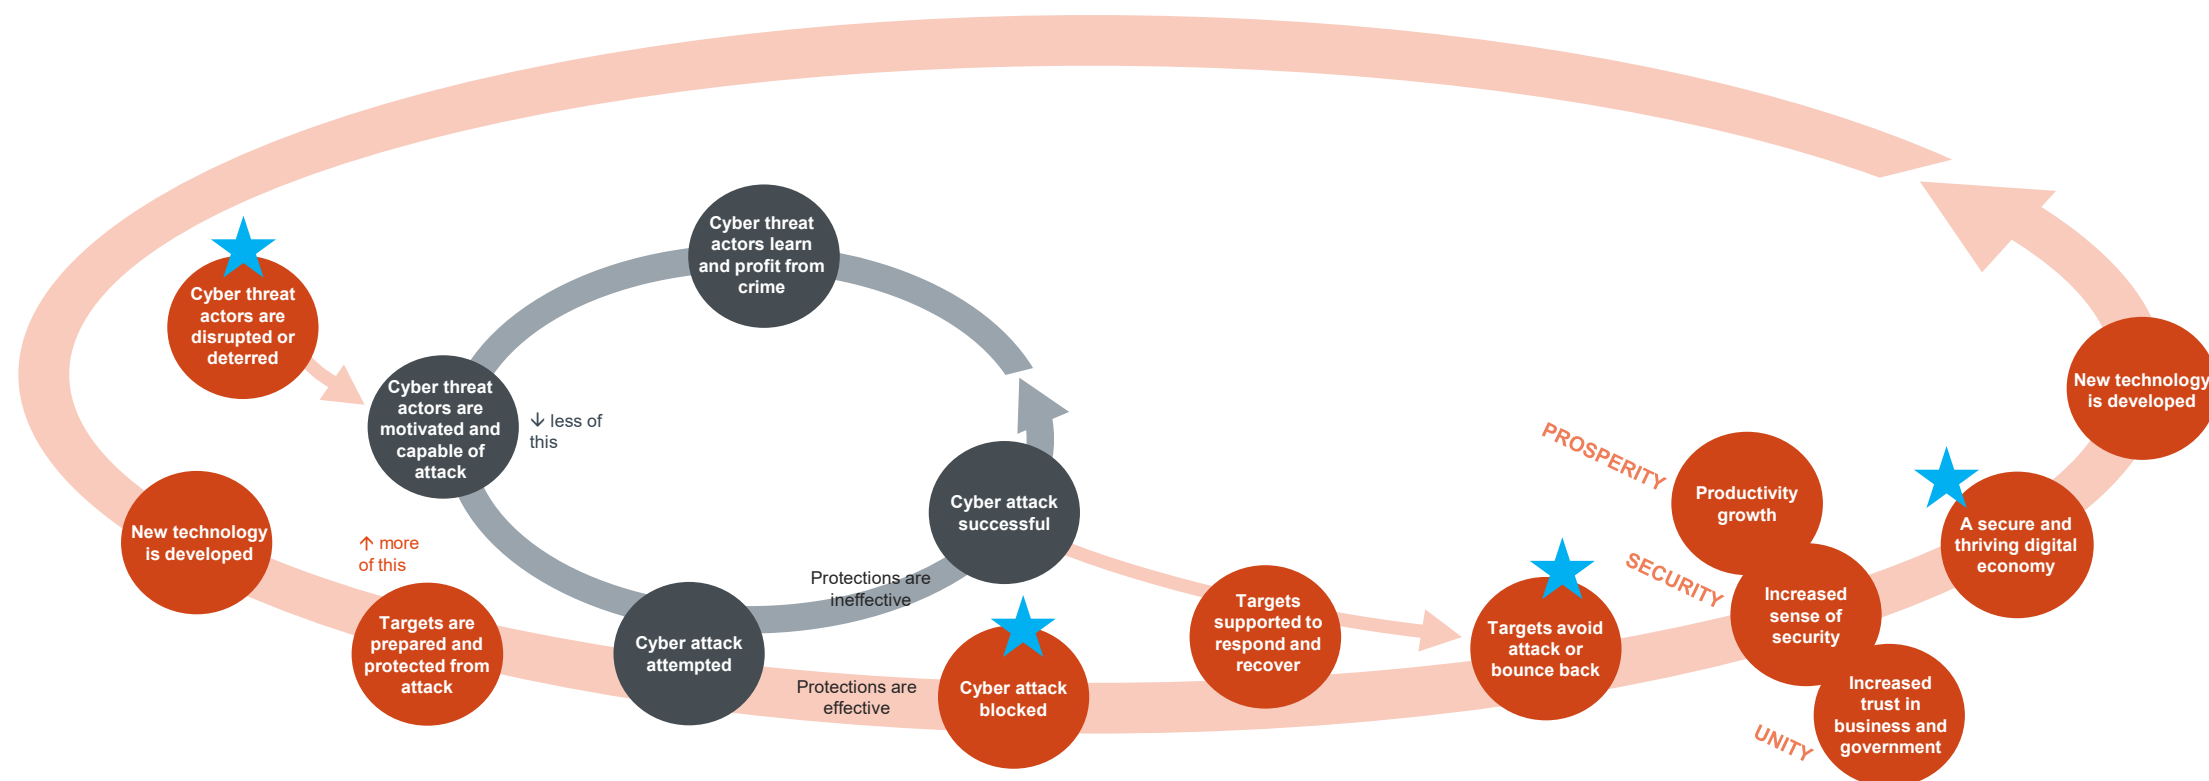 Cyber threat
actors learn
and profit from
crime
Cyber threat
actors are
disrupted or
deterred
Cyber threat
actors are
motivated and
capable of
attack
↓ less of
this
New technology
is developed
↑ more
of this
Targets are
prepared and
protected from
attack
Cyber attack
attempted
Protections are
ineffective
Cyber attack
successful
Protections are
effective
Cyber attack
blocked
Targets
supported to
respond and
recover
Targets avoid
attack or
bounce back
PROSPERITY
Productivity
growth
SECURITY
Increased
sense of
security
UNITY
Increased
trust in
business and
government
A secure and
thriving digital
economy
New technology
is developed